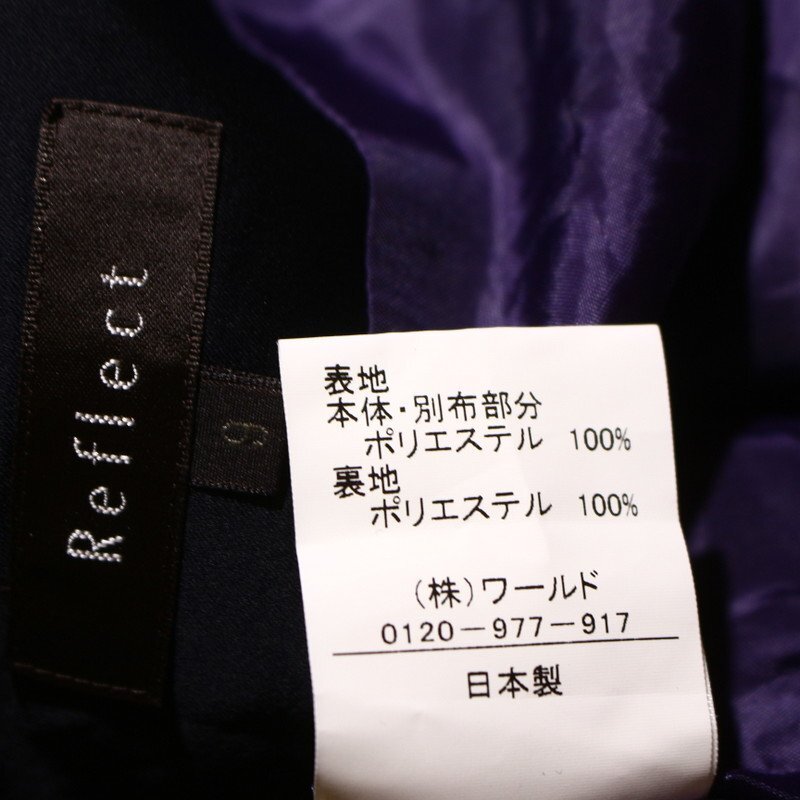 Reflect
9
表地
本体・別布部分
ポリエステル 100%
裏地
ポリエステル 100%
(株)ワールド
0120-977-917
日本製